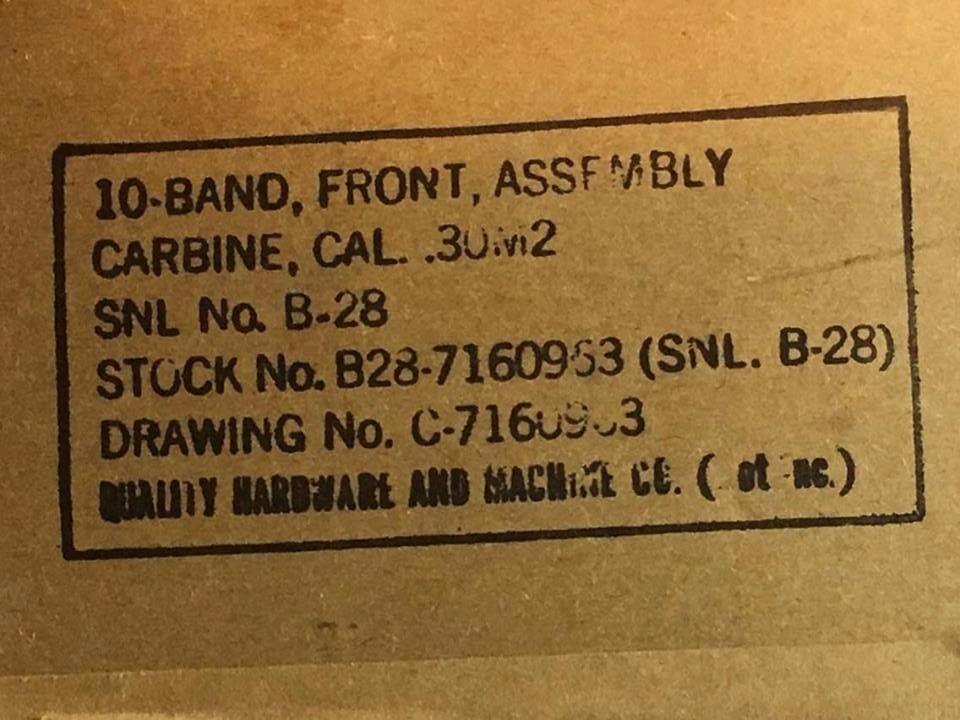 10-BAND, FRONT, ASSEMBLY
CARBINE, CAL. .30M2
SNL No. B-28
STOCK No. B28-7160963 (SNL. B-28)
DRAWING No. C-7160963
QUALITY HARDWARE AND MACHINE CO.